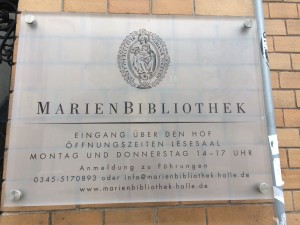 MARIENBIBLIOTHEK
EINGANG ÜBER DEN HOF
ÖFFNUNGSZEITEN LESESAAL
MONTAG UND DONNERSTAG 14-17 UHR
Anmeldung zu Führungen
0345-5170893 oder info@marienbibliothek-halle.de
www.marienbibliothek-halle.de